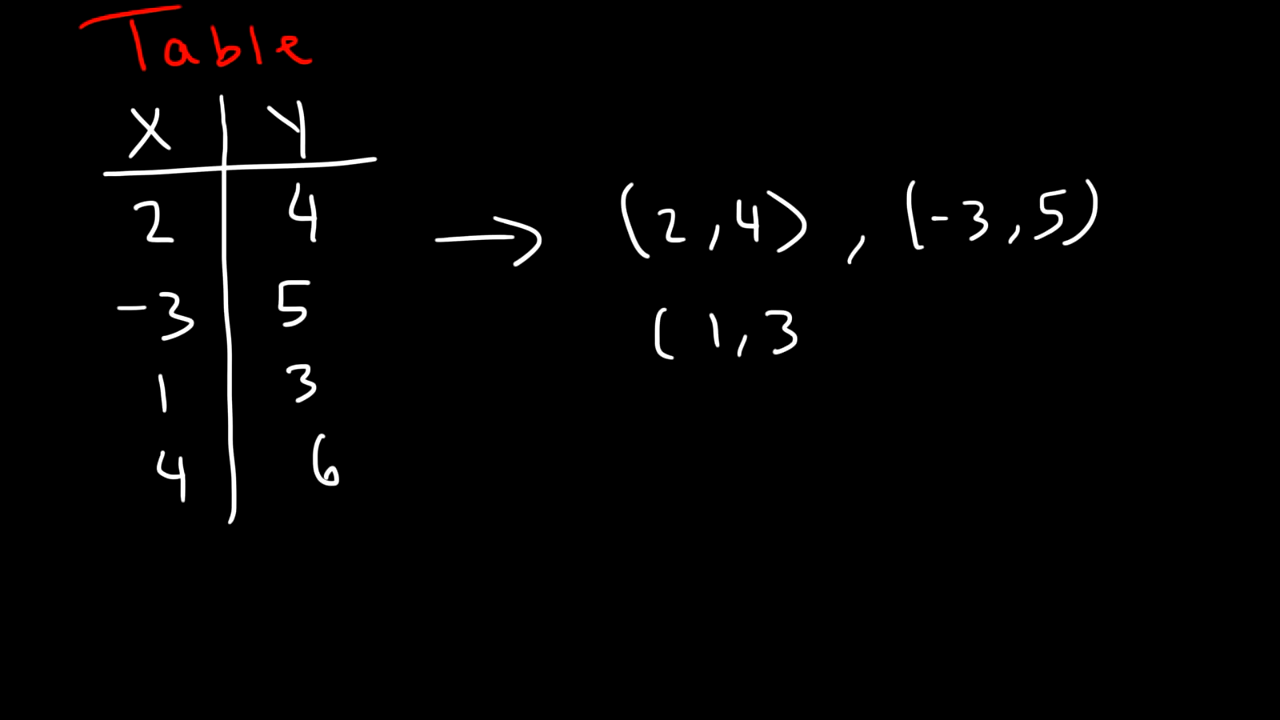 Table
X Y
2 4 → (2,4), (-3,5)
-3 5 (1,3
1 3
4 6